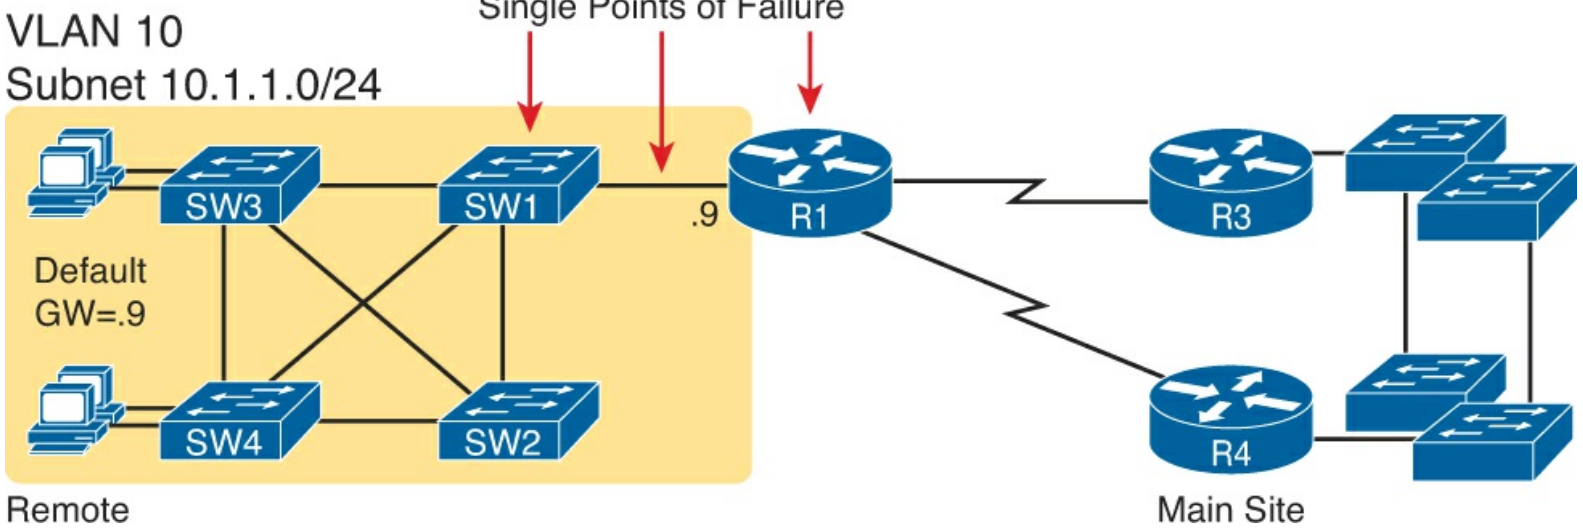 Single Points of Failure
VLAN 10
Subnet 10.1.1.0/24
SW3
SW1
.9
R1
R3
Default
GW=.9
SW4
SW2
R4
Remote
Main Site